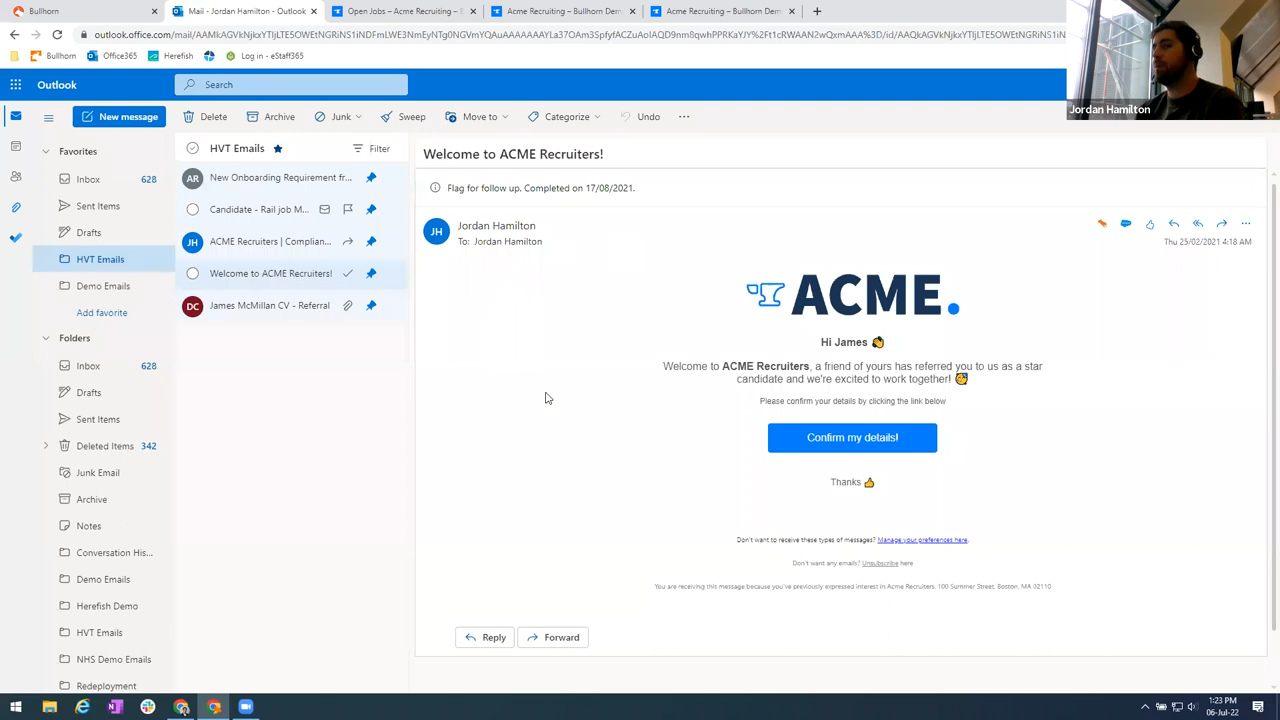 Bullhorn
Mail - Jordan Hamilton - Outlook
Open Jobs – Acme Recruiting – B
Acme Recruiting – Bullhorn Dem
Acme Recruiting – Bullhorn Dem
Bullhorn
Outlook
Herefish
Log in - eStaff365
Jordan Hamilton
Outlook
Search
New message
Delete
Archive
Junk
Sweep
Move to
Categorize
Undo
Favorites
Inbox 628
Sent Items
Drafts
HVT Emails
Demo Emails
Add favorite
Folders
Inbox 628
Drafts
Sent Items
Deleted Items 342
Junk Email
Archive
Notes
Conversation His...
Demo Emails
Herefish Demo
HVT Emails
NHS Demo Emails
Redeployment
HVT Emails
Filter
AR New Onboarding Requirement fr...
Candidate - Rail job M...
JH ACME Recruiters | Complian...
Welcome to ACME Recruiters!
DC James McMillan CV - Referral
Welcome to ACME Recruiters!
Flag for follow up. Completed on 17/08/2021.
JH
Jordan Hamilton
To: Jordan Hamilton
Thu 25/02/2021 4:18 AM
ACME.
Hi James
Welcome to ACME Recruiters, a friend of yours has referred you to us as a star
candidate and we're excited to work together!
Please confirm your details by clicking the link below
Confirm my details!
Thanks
Don't want to receive these types of messages? Manage your preferences here.
Don't want any emails? Unsubscribe here
You are receiving this message because you've previously expressed interest in Acme Recruiters. 100 Summer Street, Boston, MA 02110
Reply
Forward
1:23 PM
06-Jul-22